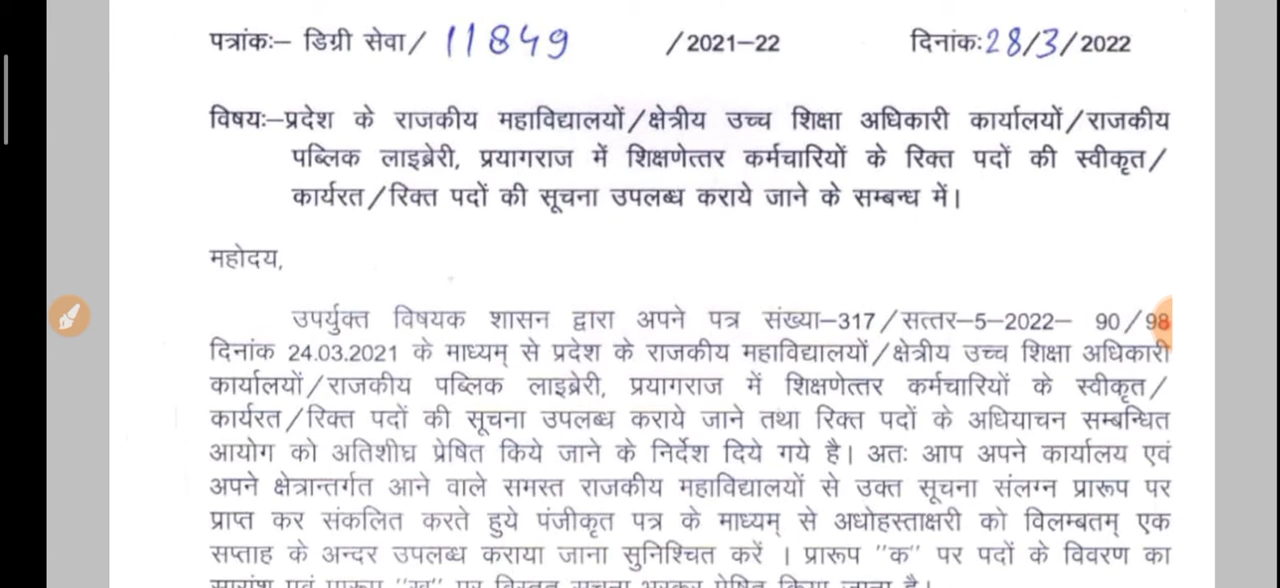 पत्रांकः– डिग्री सेवा/ 11849 /2021–22 दिनांकः28/3/2022
विषयः–प्रदेश के राजकीय महाविद्यालयों/क्षेत्रीय उच्च शिक्षा अधिकारी कार्यालयों/राजकीय
पब्लिक लाइब्रेरी, प्रयागराज में शिक्षणेत्तर कर्मचारियों के रिक्त पदों की स्वीकृत/
कार्यरत/रिक्त पदों की सूचना उपलब्ध कराये जाने के सम्बन्ध में।
महोदय,
उपर्युक्त विषयक शासन द्वारा अपने पत्र संख्या–317/सत्तर–5–2022– 90/98
दिनांक 24.03.2021 के माध्यम् से प्रदेश के राजकीय महाविद्यालयों/क्षेत्रीय उच्च शिक्षा अधिकारी
कार्यालयों/राजकीय पब्लिक लाइब्रेरी, प्रयागराज में शिक्षणेत्तर कर्मचारियों के स्वीकृत/
कार्यरत/रिक्त पदों की सूचना उपलब्ध कराये जाने तथा रिक्त पदों के अधियाचन सम्बन्धित
आयोग को अतिशीघ्र प्रेषित किये जाने के निर्देश दिये गये है। अतः आप अपने कार्यालय एवं
अपने क्षेत्रान्तर्गत आने वाले समस्त राजकीय महाविद्यालयों से उक्त सूचना संलग्न प्रारूप पर
प्राप्त कर संकलित करते हुये पंजीकृत पत्र के माध्यम् से अधोहस्ताक्षरी को विलम्बतम् एक
सप्ताह के अन्दर उपलब्ध कराया जाना सुनिश्चित करें । प्रारूप "क" पर पदों के विवरण का